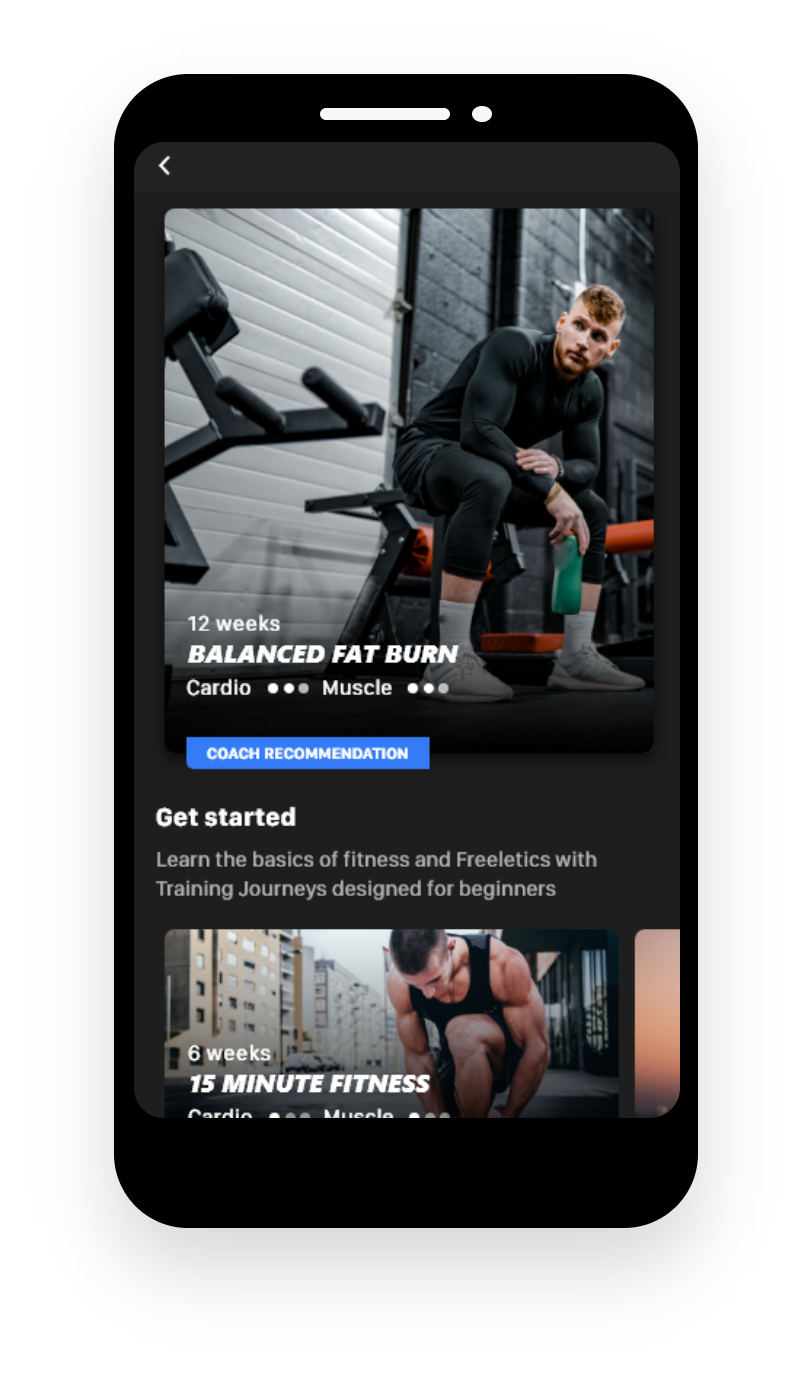 12 weeks
BALANCED FAT BURN
Cardio Muscle
COACH RECOMMENDATION
Get started
Learn the basics of fitness and Freeletics with
Training Journeys designed for beginners
6 weeks
15 MINUTE FITNESS
Cardio Muscle